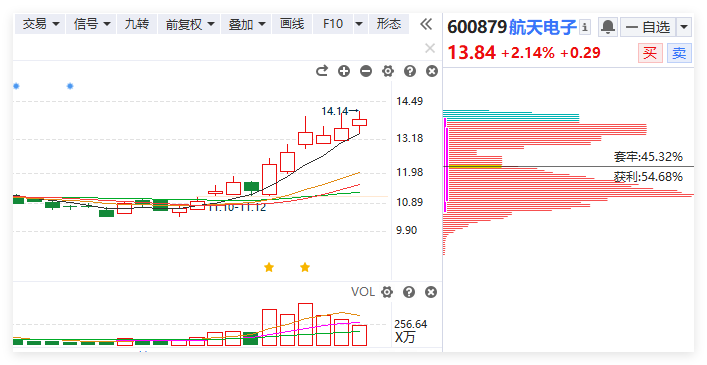 交易 信号 九转 前复权 叠加 画线 F10 形态
600879 航天电子 一 自选
13.84 +2.14% +0.29 买 卖
14.49
14.14
13.18
套牢:45.32%
11.98
获利:54.68%
10.89
11.10-11.12
9.90
VOL
256.64
X万